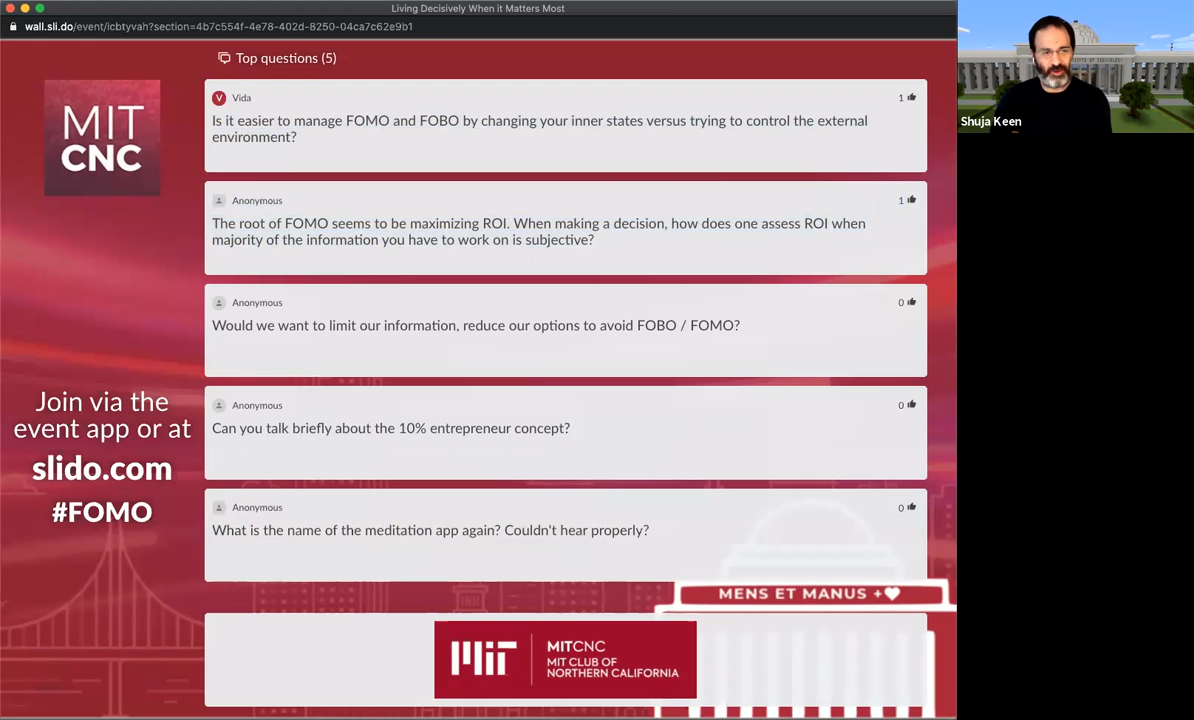 Living Decisively When it Matters Most
wall.sli.do/event/icbtyvah?section=4b7c554f-4e78-402d-8250-04ca7c62e9b1
Top questions (5)
MIT
CNC
V Vida 1
Is it easier to manage FOMO and FOBO by changing your inner states versus trying to control the external
environment?
Anonymous 1
The root of FOMO seems to be maximizing ROI. When making a decision, how does one assess ROI when
majority of the information you have to work on is subjective?
Anonymous 0
Would we want to limit our information, reduce our options to avoid FOBO / FOMO?
Anonymous 0
Can you talk briefly about the 10% entrepreneur concept?
Anonymous 0
What is the name of the meditation app again? Couldn't hear properly?
Join via the
event app or at
slido.com
#FOMO
MENS ET MANUS +
MIT
MITCNC
MIT CLUB OF
NORTHERN CALIFORNIA
Shuja Keen